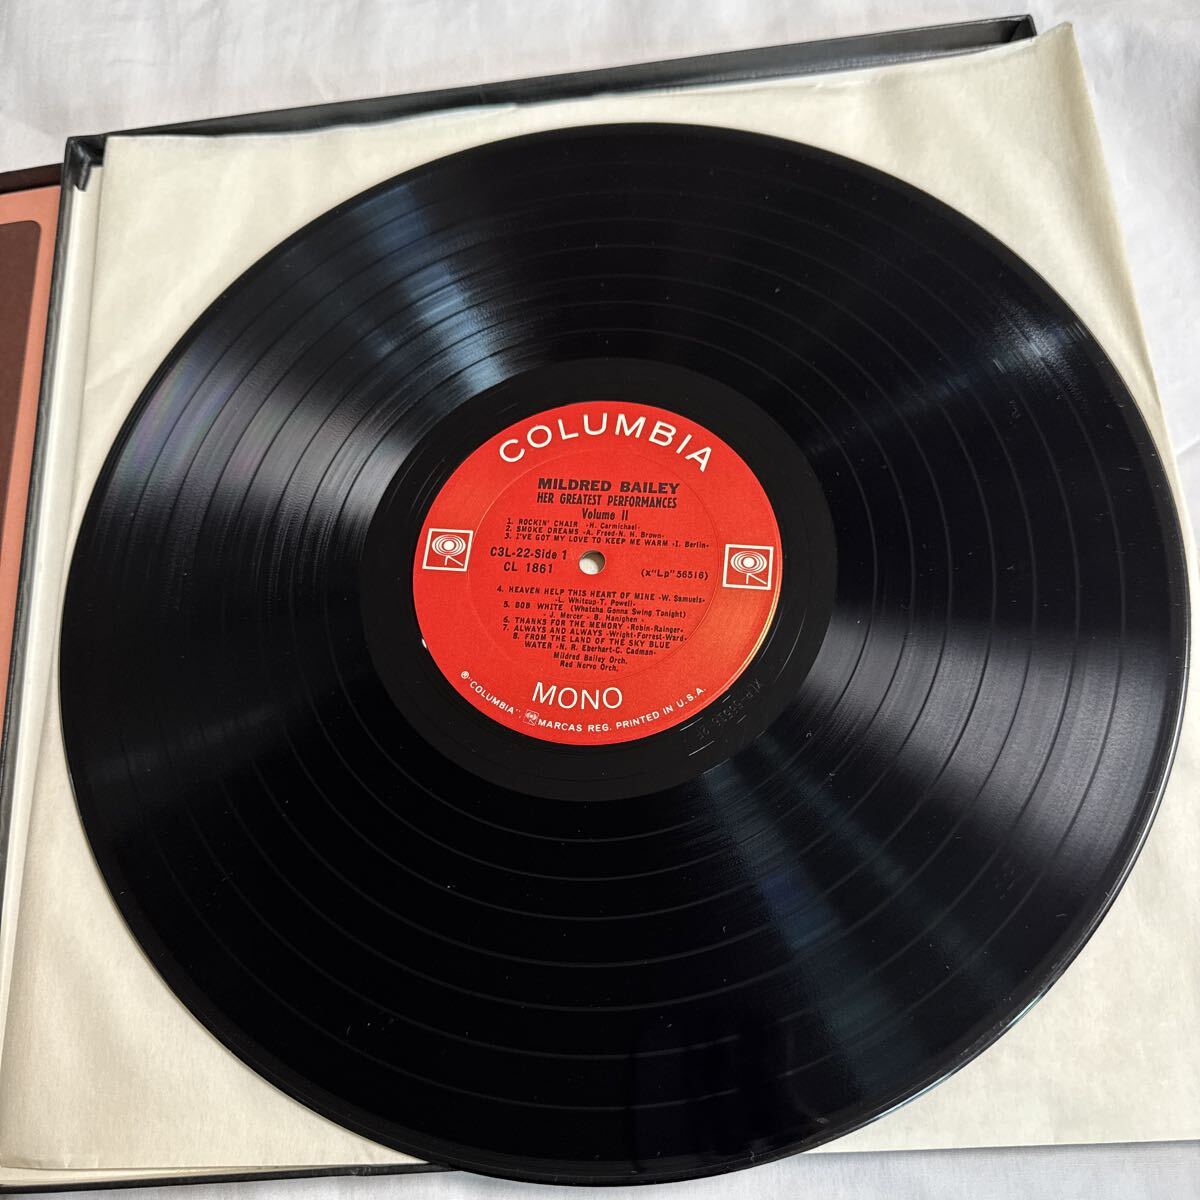 COLUMBIA
MILDRED BAILEY
HER GREATEST PERFORMANCES
Volume II
1. ROCKIN' CHAIR -H. Carmichael-
2. SMOKE DREAMS -A. Freed-N. H. Brown-
3. I'VE GOT MY LOVE TO KEEP ME WARM -I. Berlin-
C3L-22-Side 1
CL 1861
(x"Lp"56516)
4. HEAVEN HELP THIS HEART OF MINE -W. Samuels-
-L. Whitcup-T. Powell-
5. BOB WHITE (Whatcha Gonna Swing Tonight)
-J. Mercer - B. Hanighen-
6. THANKS FOR THE MEMORY -Robin-Rainger-
7. ALWAYS AND ALWAYS -Wright-Forrest-Ward-
8. FROM THE LAND OF THE SKY BLUE
WATER -N. R. Eberhart-C. Cadman-
Mildred Bailey Orch.
Red Norvo Orch.
MONO
® "COLUMBIA", MARCAS REG. PRINTED IN U.S.A.